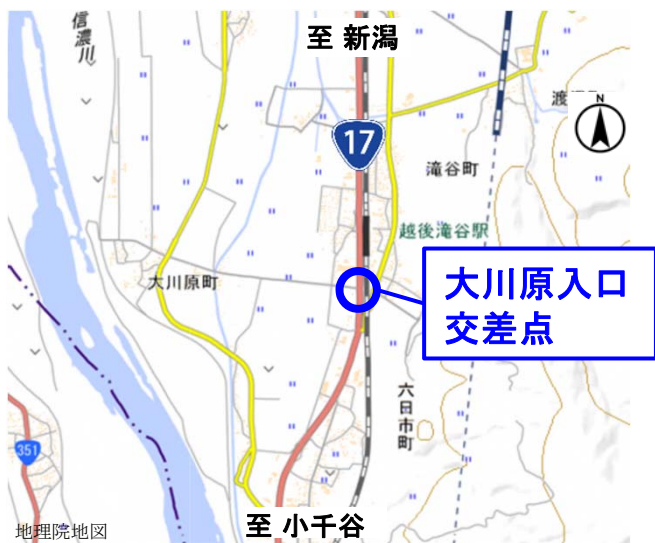 信濃川
至 新潟
渡
N
17
滝谷町
越後滝谷駅
大川原町
大川原入口
交差点
六日市町
351
地理院地図
至 小千谷